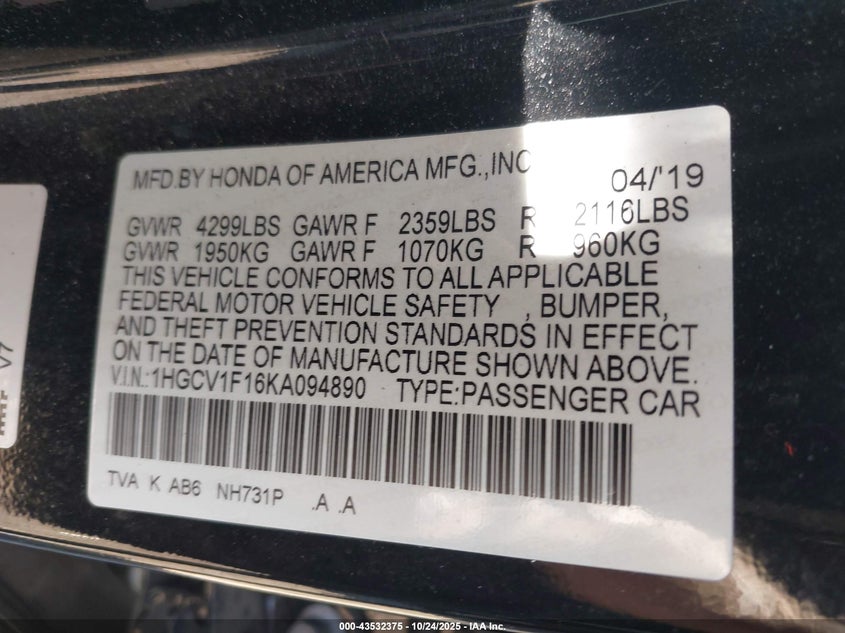 MFD.BY HONDA OF AMERICA MFG.,INC 04/'19
GVWR 4299LBS GAWR F 2359LBS R 2116LBS
GVWR 1950KG GAWR F 1070KG R 960KG
THIS VEHICLE CONFORMS TO ALL APPLICABLE
FEDERAL MOTOR VEHICLE SAFETY , BUMPER,
AND THEFT PREVENTION STANDARDS IN EFFECT
ON THE DATE OF MANUFACTURE SHOWN ABOVE.
V.I.N.:1HGCV1F16KA094890 TYPE:PASSENGER CAR
TVA K AB6 NH731P .A .A
V7
000-43532375 - 10/24/2025 - IAA Inc.